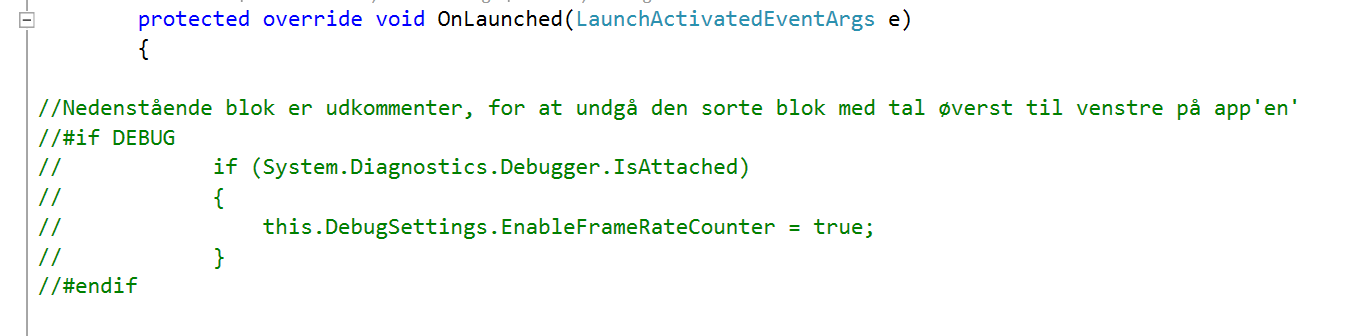 protected override void OnLaunched(LaunchActivatedEventArgs e)
{
//Nedenstående blok er udkommenter, for at undgå den sorte blok med tal øverst til venstre på app'en'
//#if DEBUG
//            if (System.Diagnostics.Debugger.IsAttached)
//            {
//                this.DebugSettings.EnableFrameRateCounter = true;
//            }
//#endif